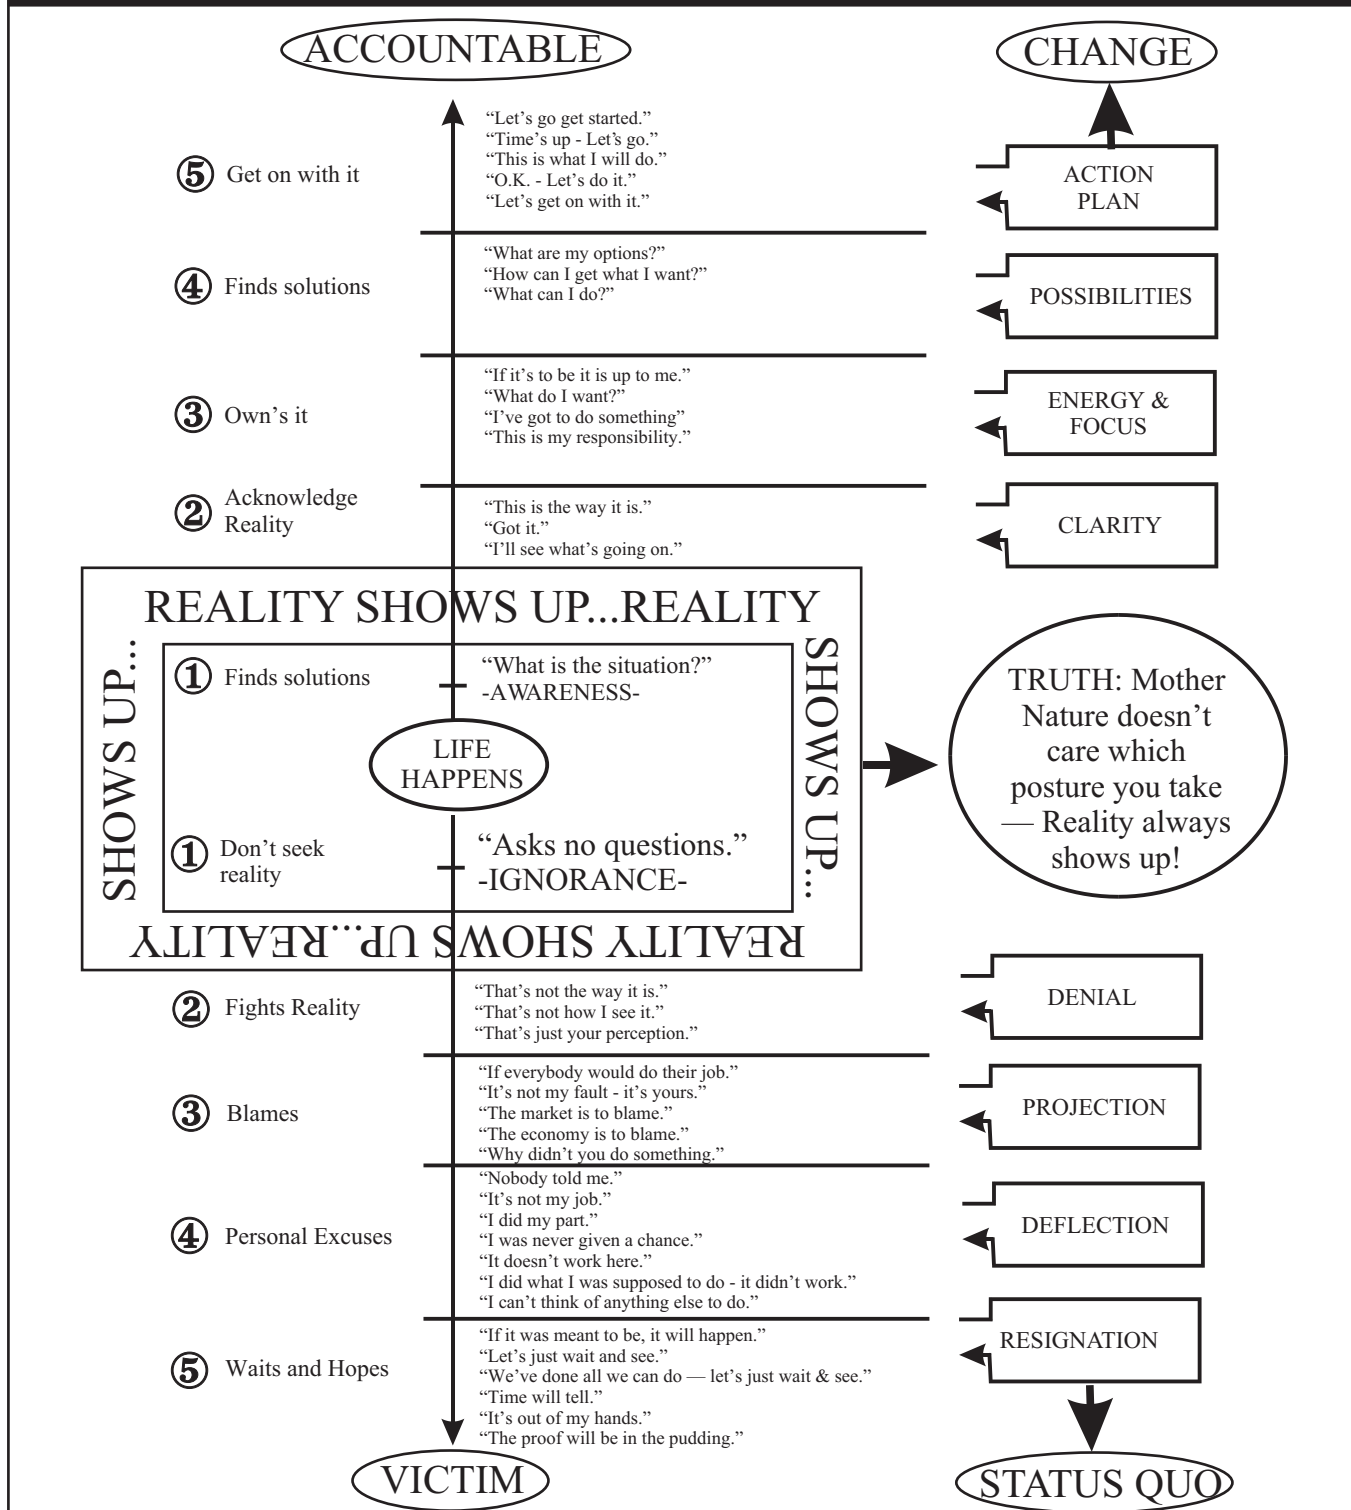 ACCOUNTABLE
CHANGE
⑤ Get on with it
“Let’s go get started.”
“Time’s up - Let’s go.”
“This is what I will do.”
“O.K. - Let’s do it.”
“Let’s get on with it.”
ACTION
PLAN
④ Finds solutions
“What are my options?”
“How can I get what I want?”
“What can I do?”
POSSIBILITIES
③ Own’s it
“If it’s to be it is up to me.”
“What do I want?”
“I’ve got to do something”
“This is my responsibility.”
ENERGY &
FOCUS
② Acknowledge
Reality
“This is the way it is.”
“Got it.”
“I’ll see what’s going on.”
CLARITY
REALITY SHOWS UP...REALITY
SHOWS UP...
① Finds solutions
“What is the situation?”
-AWARENESS-
LIFE
HAPPENS
① Don’t seek
reality
“Asks no questions.”
-IGNORANCE-
SHOWS UP...
REALITY SHOWS UP...REALITY
TRUTH: Mother
Nature doesn’t
care which
posture you take
— Reality always
shows up!
② Fights Reality
“That’s not the way it is.”
“That’s not how I see it.”
“That’s just your perception.”
DENIAL
③ Blames
“If everybody would do their job.”
“It’s not my fault - it’s yours.”
“The market is to blame.”
“The economy is to blame.”
“Why didn’t you do something.”
PROJECTION
④ Personal Excuses
“Nobody told me.”
“It’s not my job.”
“I did my part.”
“I was never given a chance.”
“It doesn’t work here.”
“I did what I was supposed to do - it didn’t work.”
“I can’t think of anything else to do.”
DEFLECTION
⑤ Waits and Hopes
“If it was meant to be, it will happen.”
“Let’s just wait and see.”
“We’ve done all we can do — let’s just wait & see.”
“Time will tell.”
“It’s out of my hands.”
“The proof will be in the pudding.”
RESIGNATION
VICTIM
STATUS QUO